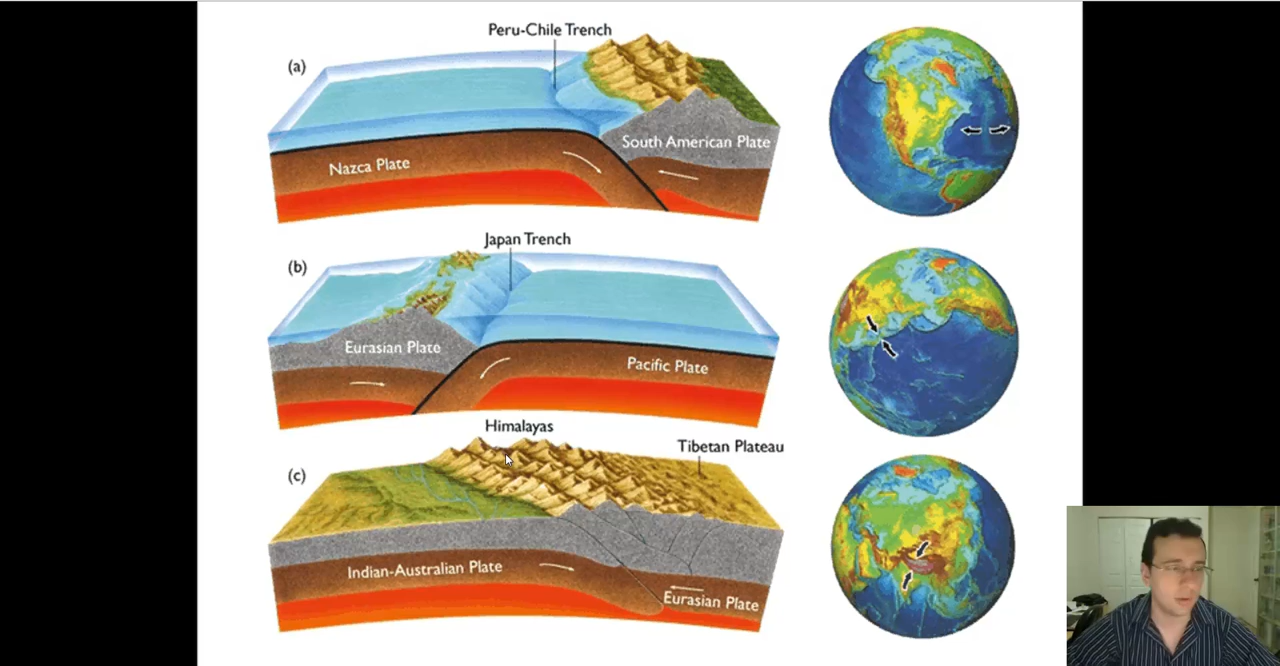 Peru-Chile Trench
(a)
South American Plate
Nazca Plate
Japan Trench
(b)
Eurasian Plate
Pacific Plate
Himalayas
Tibetan Plateau
(c)
Indian-Australian Plate
Eurasian Plate